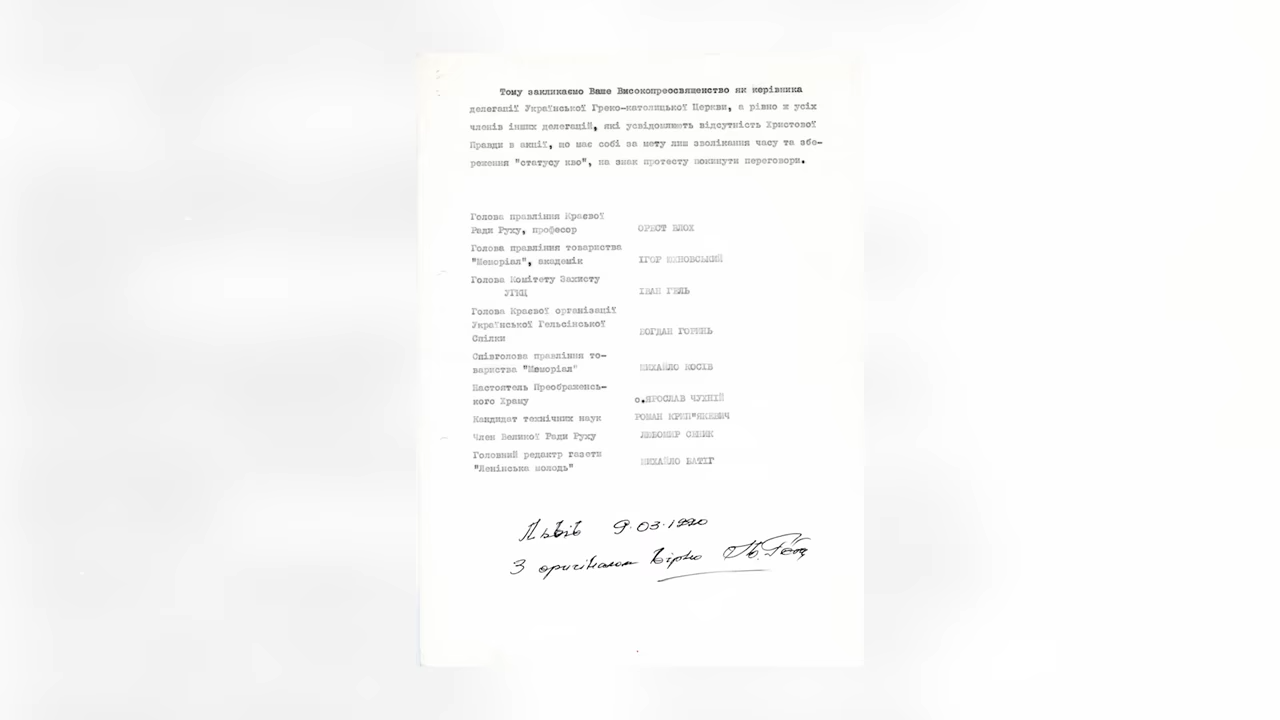 Тому закликаємо Ваше Високопреосвященство як керівника
делегації Української Греко-католицької Церкви, а рівно ж усіх
членів інших делегацій, які усвідомлюють відсутність Христової
Правди в акції, що має собі за мету лиш зволікання часу та збе-
реження "статусу кво", на знак протесту покинути переговори.
Голова правління Краєвої
Ради Руху, професор ОРЕСТ ВЛОХ
Голова правління товариства
"Меморіал", академік ІГОР ЮХНОВСЬКИЙ
Голова Комітету Захисту
УГКЦ ІВАН ГЕЛЬ
Голова Краєвої організації
Української Гельсінської
Спілки БОГДАН ГОРИНЬ
Співголова правління то-
вариства "Меморіал" МИХАЙЛО КОСІВ
Настоятель Преображенсь-
кого Храму о.ЯРОСЛАВ ЧУХНІЙ
Кандидат технічних наук РОМАН КРИП"ЯКЕВИЧ
Член Великої Ради Руху ЛЮБОМИР СЕНИК
Головний редактр газети
"Ленінська молодь" МИХАЙЛО БАТІГ
Львів 9.03.1990
З оригіналом вірно Ів. Гель